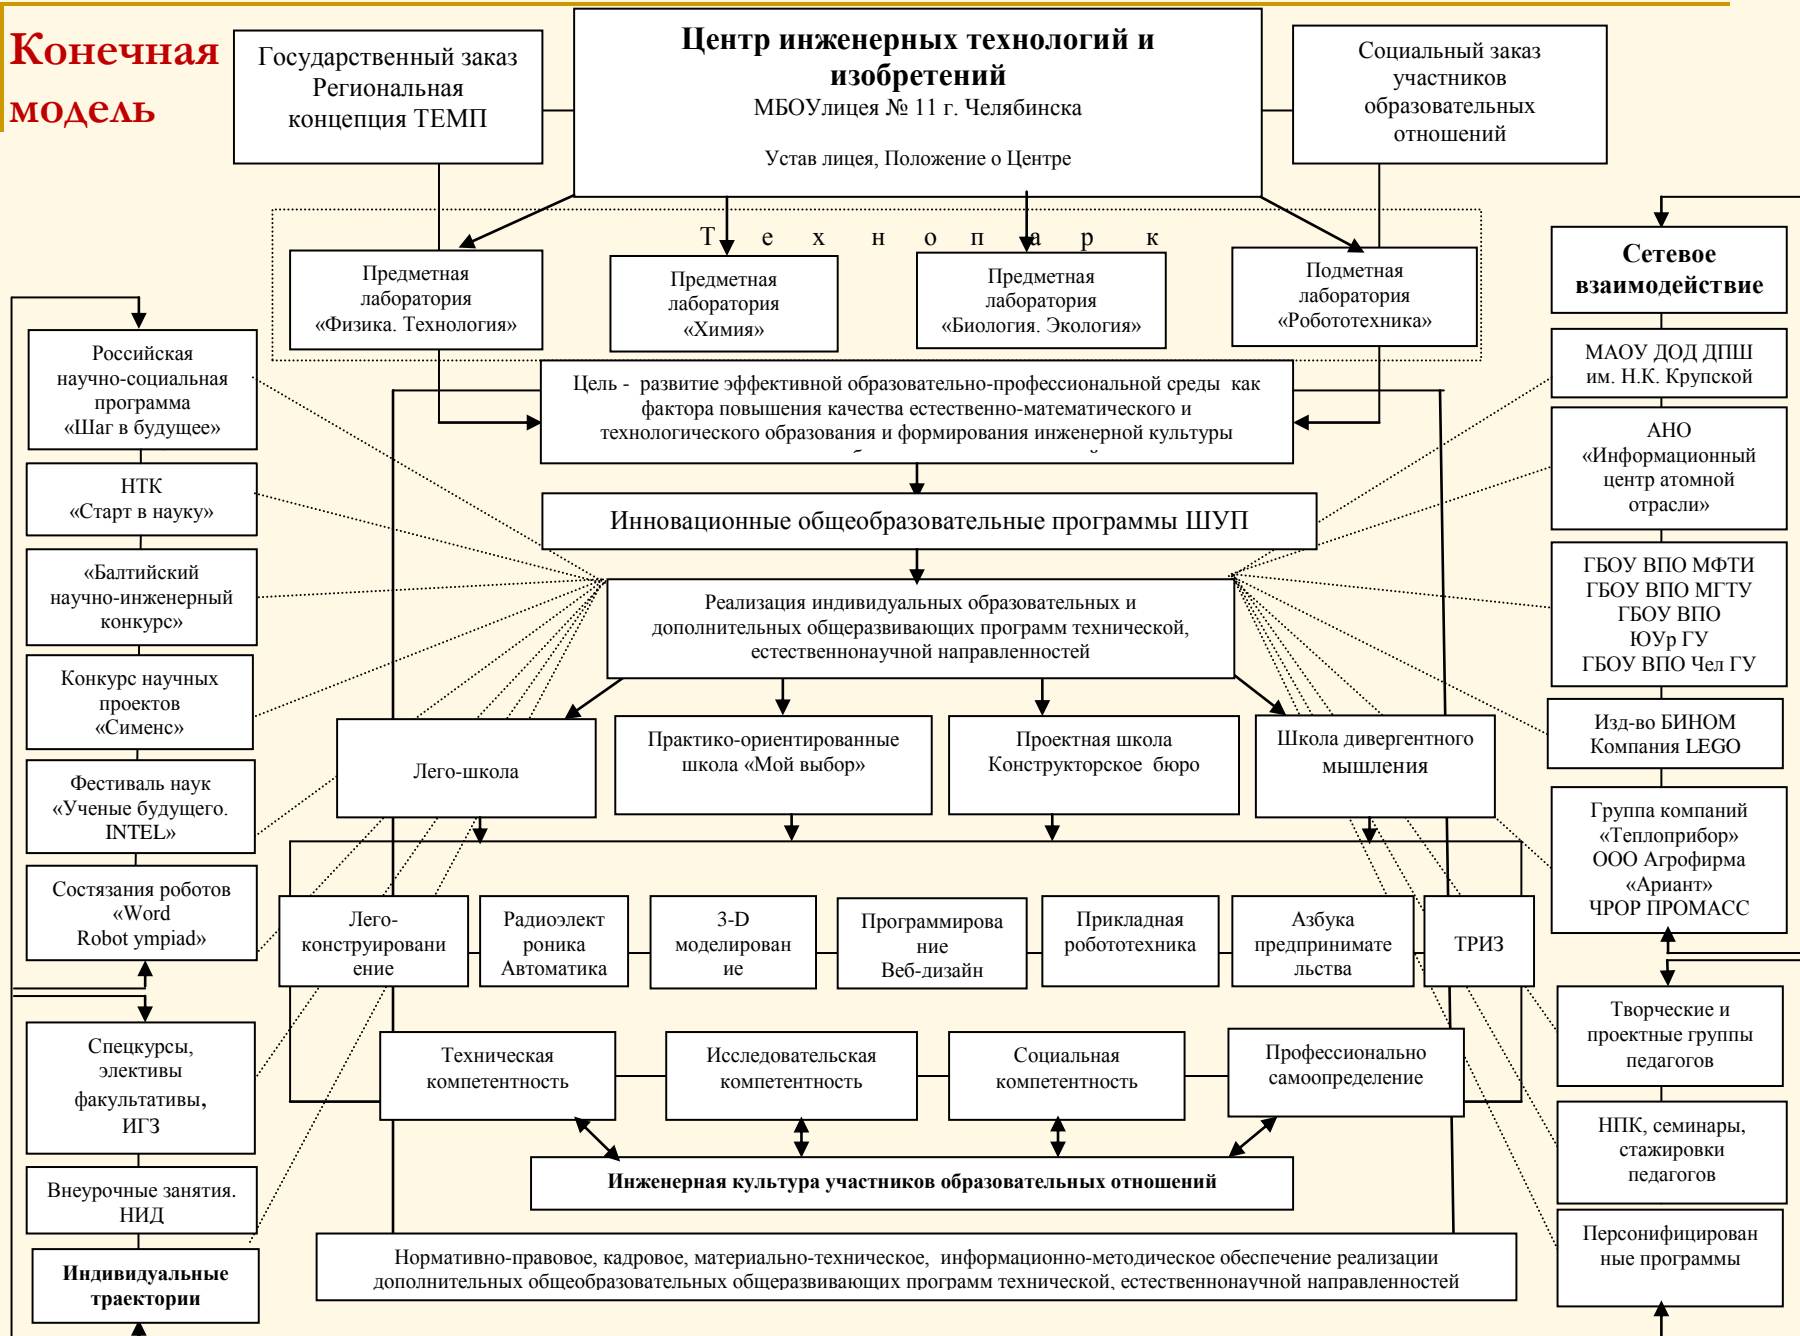 Конечная
модель
Государственный заказ
Региональная
концепция ТЕМП
Центр инженерных технологий и
изобретений
МБОУлицея № 11 г. Челябинска
Устав лицея, Положение о Центре
Социальный заказ
участников
образовательных
отношений
Т е х н о п а р к
Предметная
лаборатория
«Физика. Технология»
Предметная
лаборатория
«Химия»
Предметная
лаборатория
«Биология. Экология»
Подметная
лаборатория
«Робототехника»
Цель - развитие эффективной образовательно-профессиональной среды как
фактора повышения качества естественно-математического и
технологического образования и формирования инженерной культуры
Инновационные общеобразовательные программы ШУП
Реализация индивидуальных образовательных и
дополнительных общеразвивающих программ технической,
естественнонаучной направленностей
Лего-школа
Практико-ориентированные
школа «Мой выбор»
Проектная школа
Конструкторское бюро
Школа дивергентного
мышления
Лего-
конструировани
ение
Радиоэлект
роника
Автоматика
3-D
моделирован
ие
Программирова
ние
Веб-дизайн
Прикладная
робототехника
Азбука
предпринимате
льства
ТРИЗ
Техническая
компетентность
Исследовательская
компетентность
Социальная
компетентность
Профессионально
самоопределение
Инженерная культура участников образовательных отношений
Нормативно-правовое, кадровое, материально-техническое, информационно-методическое обеспечение реализации
дополнительных общеобразовательных общеразвивающих программ технической, естественнонаучной направленностей
Российская
научно-социальная
программа
«Шаг в будущее»
НТК
«Старт в науку»
«Балтийский
научно-инженерный
конкурс»
Конкурс научных
проектов
«Сименс»
Фестиваль наук
«Ученые будущего.
INTEL»
Состязания роботов
«Word
Robot ympiad»
Спецкурсы,
элективы
факультативы,
ИГЗ
Внеурочные занятия.
НИД
Индивидуальные
траектории
Сетевое
взаимодействие
МАОУ ДОД ДПШ
им. Н.К. Крупской
АНО
«Информационный
центр атомной
отрасли»
ГБОУ ВПО МФТИ
ГБОУ ВПО МГТУ
ГБОУ ВПО
ЮУр ГУ
ГБОУ ВПО Чел ГУ
Изд-во БИНОМ
Компания LEGO
Группа компаний
«Теплоприбор»
ООО Агрофирма
«Ариант»
ЧРОР ПРОМАСС
Творческие и
проектные группы
педагогов
НПК, семинары,
стажировки
педагогов
Персонифицирован
ные программы